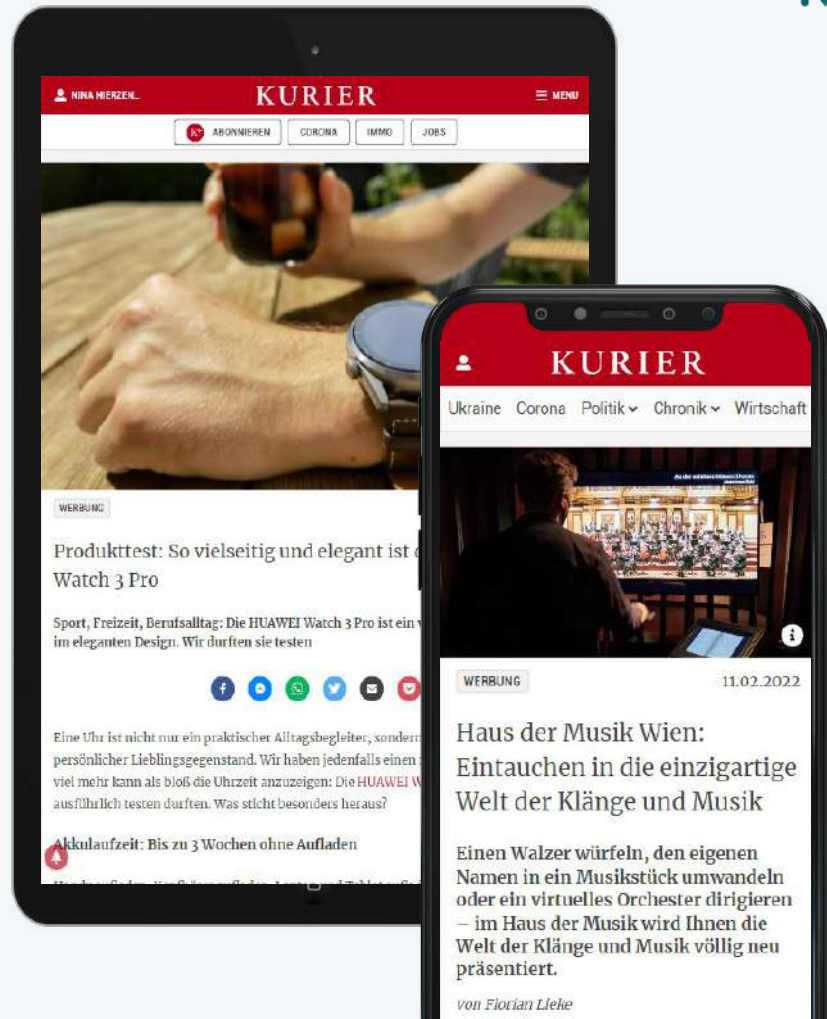 NINA HIERZEN...
KURIER
MENU
K+ ABONNIEREN
CORONA
IMMO
JOBS
WERBUNG
Produkttest: So vielseitig und elegant ist
Watch 3 Pro
Sport, Freizeit, Berufsalltag: Die HUAWEI Watch 3 Pro ist ein
im eleganten Design. Wir durften sie testen
Eine Uhr ist nicht nur ein praktischer Alltagsbegleiter, sondern
persönlicher Lieblingsgegenstand. Wir haben jedenfalls einen
viel mehr kann als bloß die Uhrzeit anzuzeigen: Die HUAWEI W
ausführlich testen durften. Was sticht besonders heraus?
Akkulaufzeit: Bis zu 3 Wochen ohne Aufladen
KURIER
Ukraine Corona Politik Chronik Wirtschaft
WERBUNG
11.02.2022
Haus der Musik Wien:
Eintauchen in die einzigartige
Welt der Klänge und Musik
Einen Walzer würfeln, den eigenen
Namen in ein Musikstück umwandeln
oder ein virtuelles Orchester dirigieren
– im Haus der Musik wird Ihnen die
Welt der Klänge und Musik völlig neu
präsentiert.
von Florian Lieke